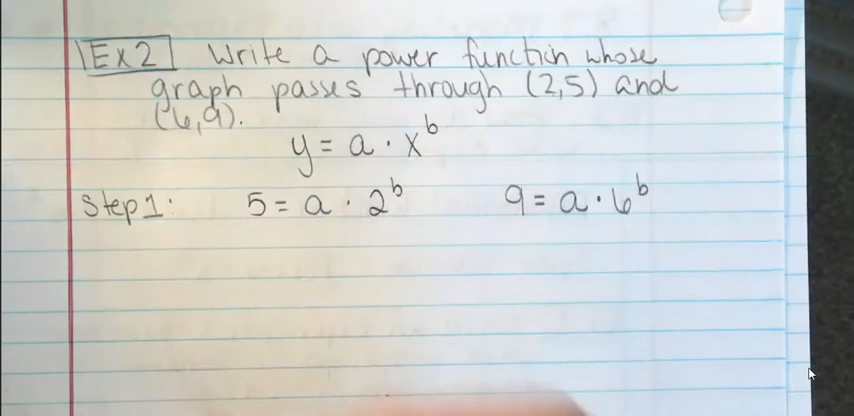 Ex 2 Write a power function whose
graph passes through (2,5) and
(6,9).
y = a · x^b
Step 1: 5 = a · 2^b 9 = a · 6^b